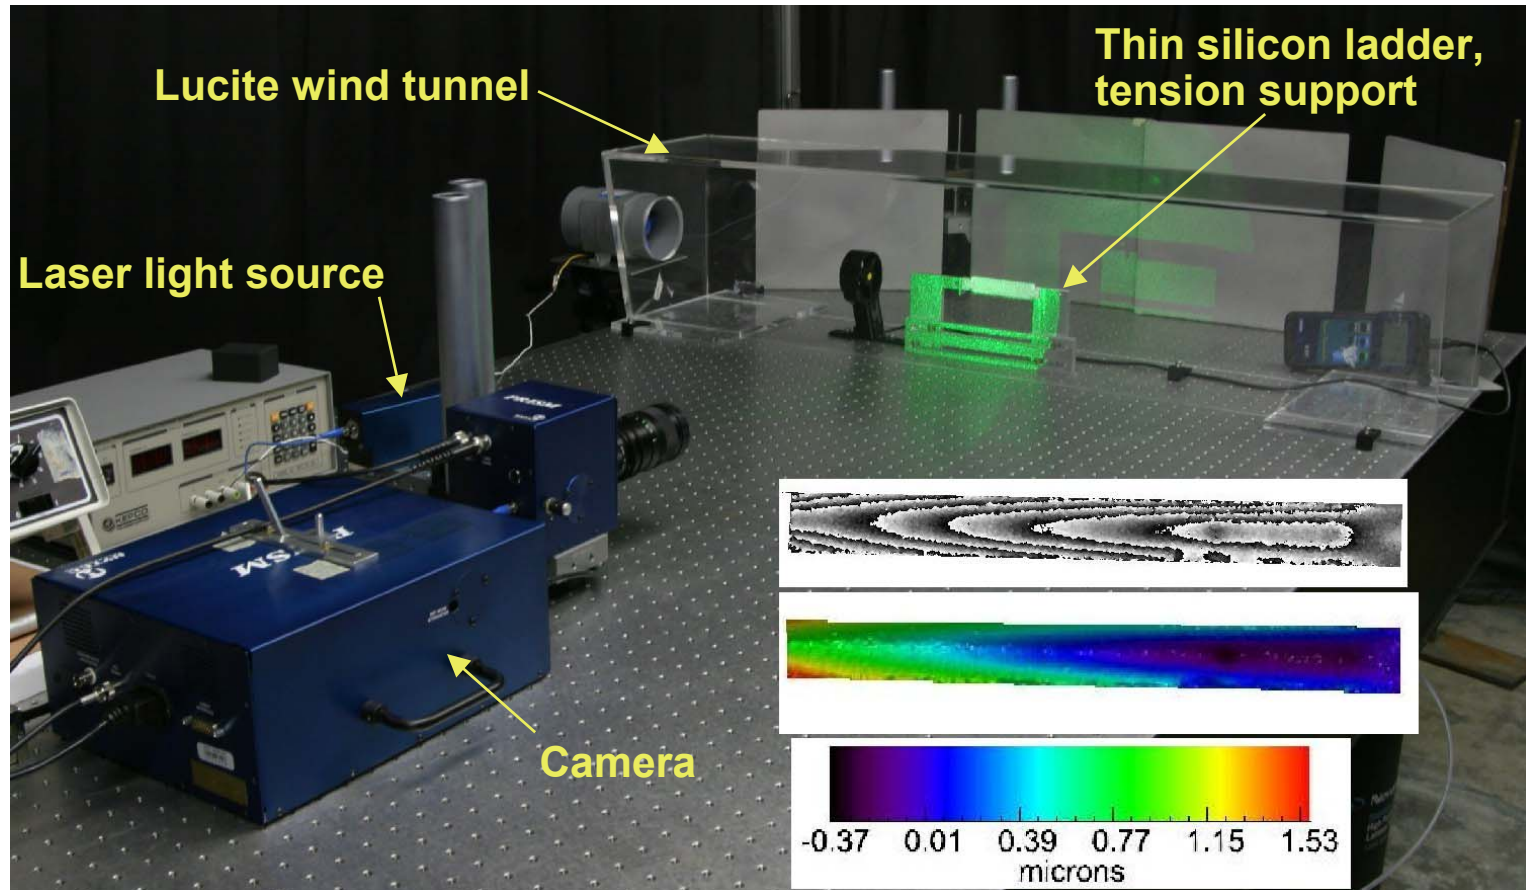 Lucite wind tunnel
Thin silicon ladder,
tension support
Laser light source
PRISM
KEPCO
PRISM
Camera
-0.37 0.01 0.39 0.77 1.15 1.53
microns